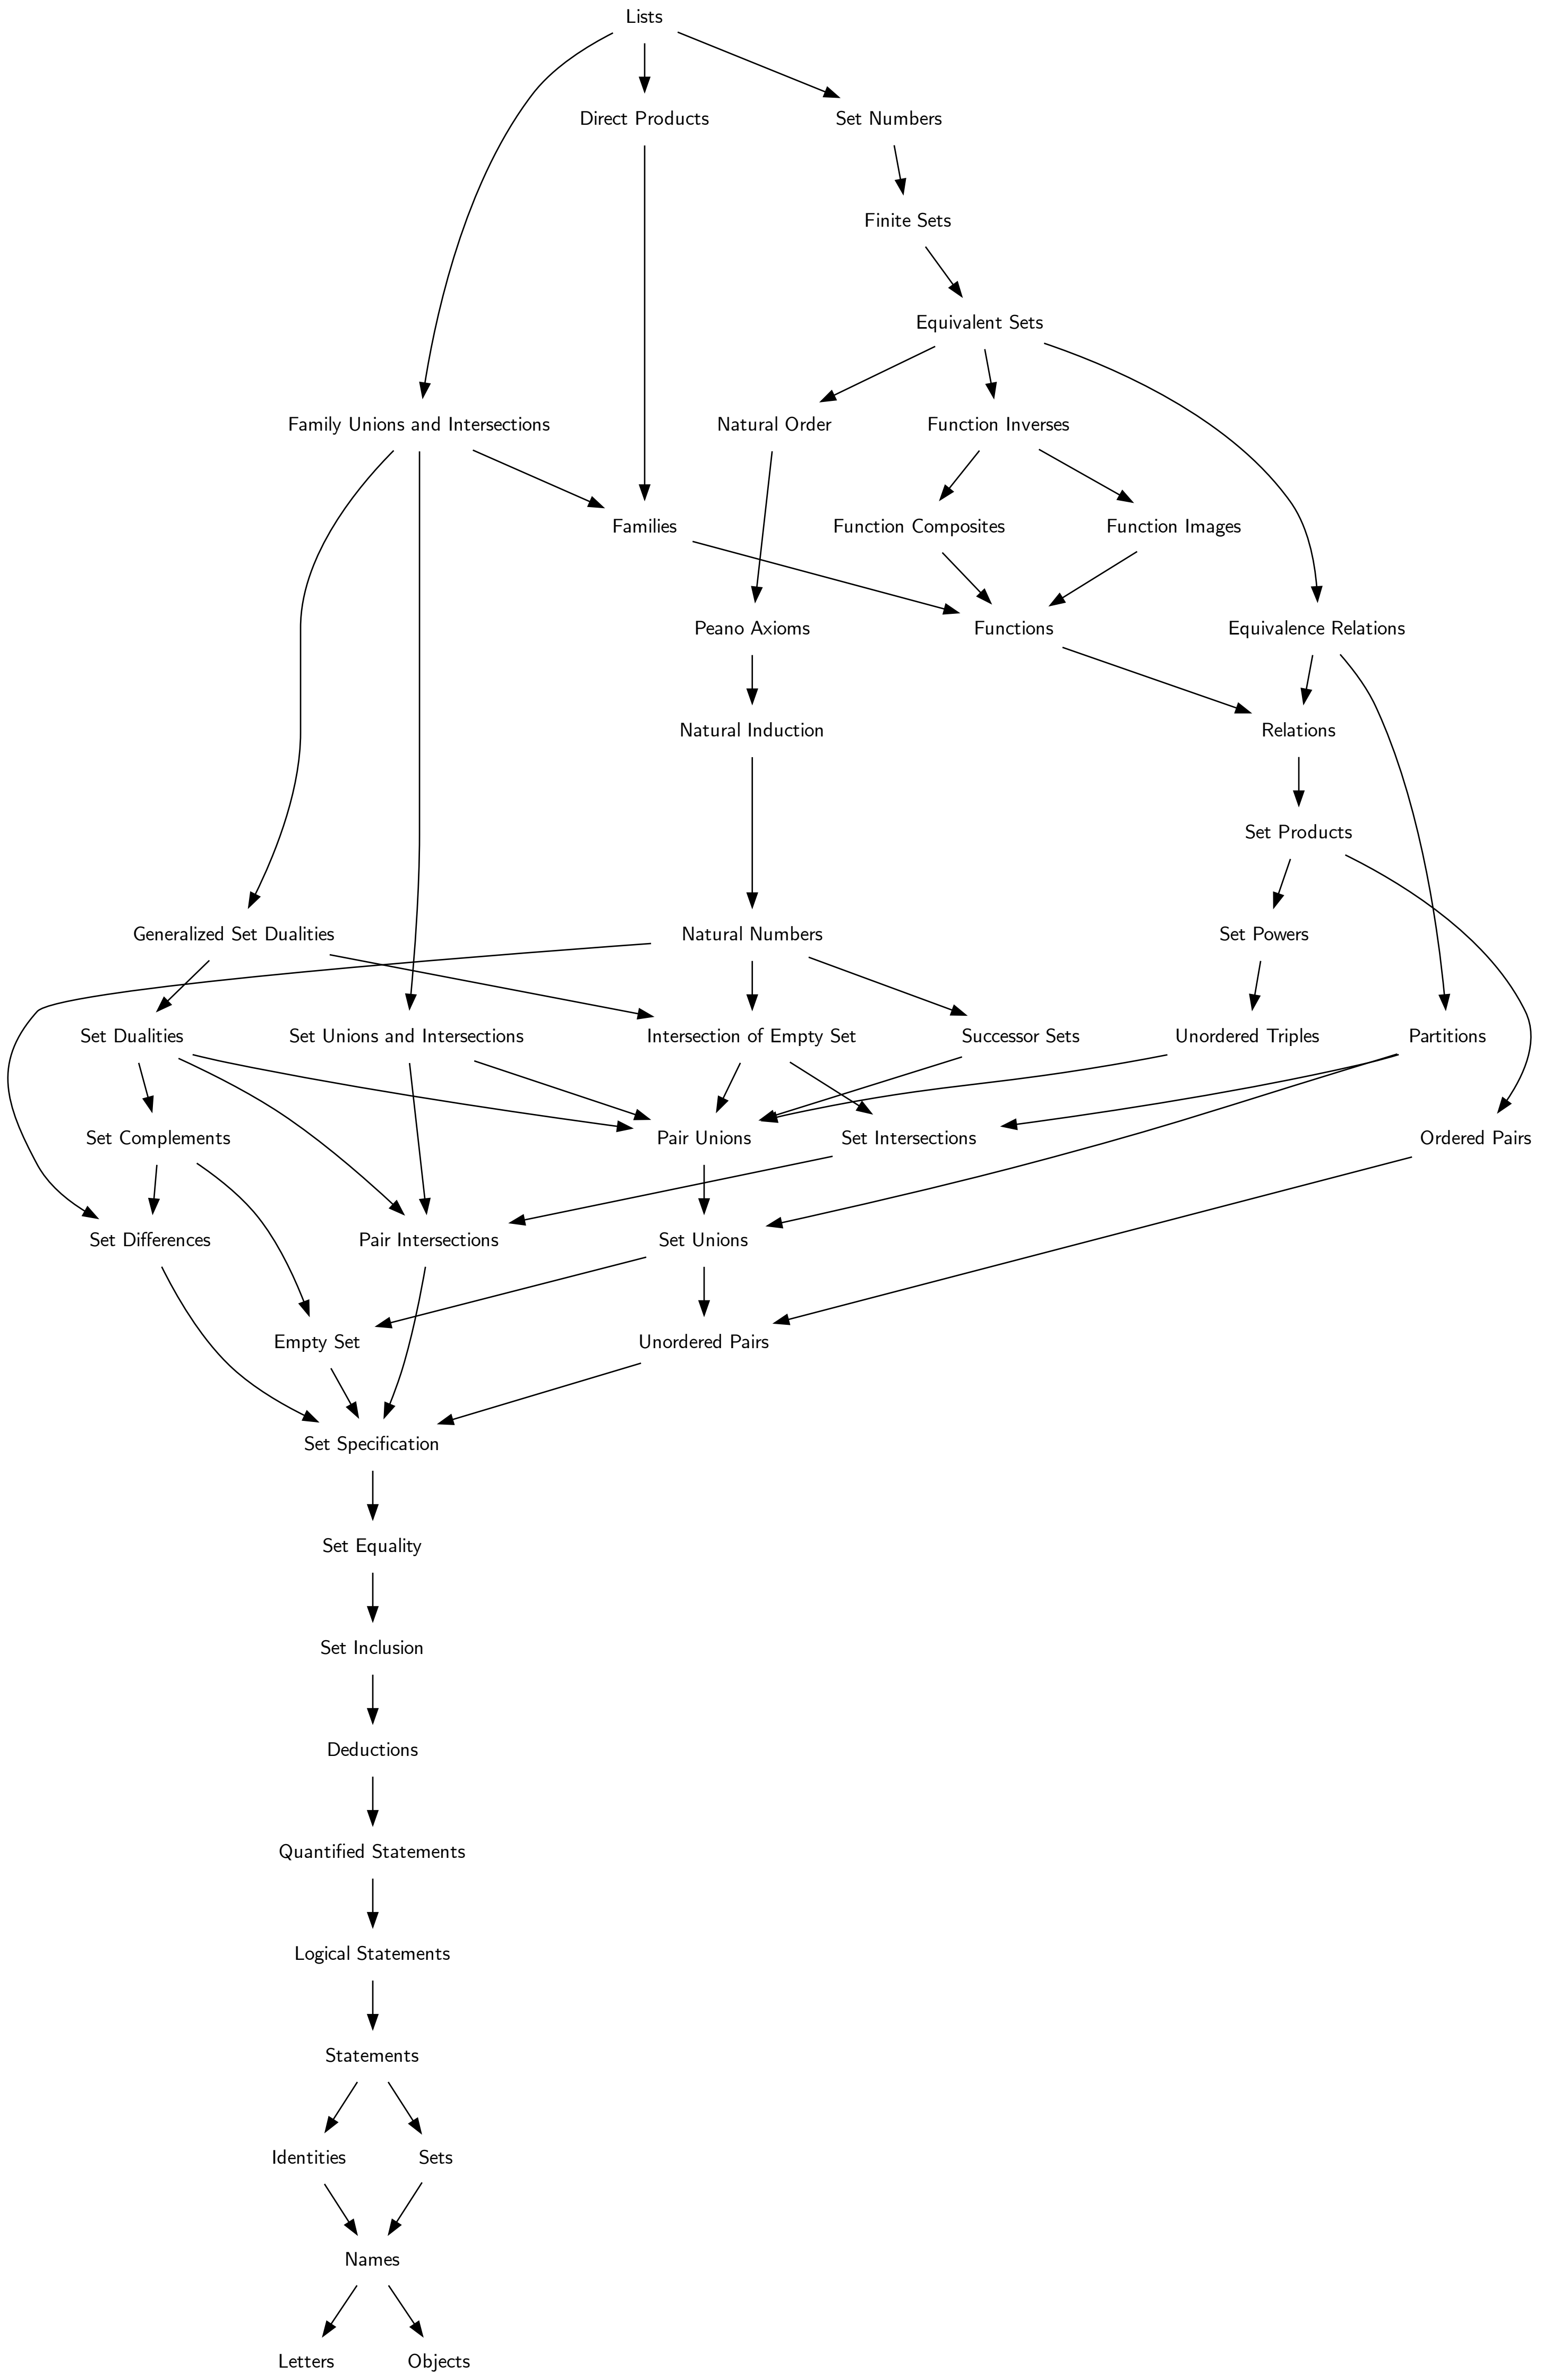 Lists
Direct Products
Set Numbers
Finite Sets
Equivalent Sets
Family Unions and Intersections
Natural Order
Function Inverses
Families
Function Composites
Function Images
Peano Axioms
Functions
Equivalence Relations
Natural Induction
Relations
Set Products
Generalized Set Dualities
Natural Numbers
Set Powers
Set Dualities
Set Unions and Intersections
Intersection of Empty Set
Successor Sets
Unordered Triples
Partitions
Set Complements
Pair Unions
Set Intersections
Ordered Pairs
Set Differences
Pair Intersections
Set Unions
Empty Set
Unordered Pairs
Set Specification
Set Equality
Set Inclusion
Deductions
Quantified Statements
Logical Statements
Statements
Identities
Sets
Names
Letters
Objects